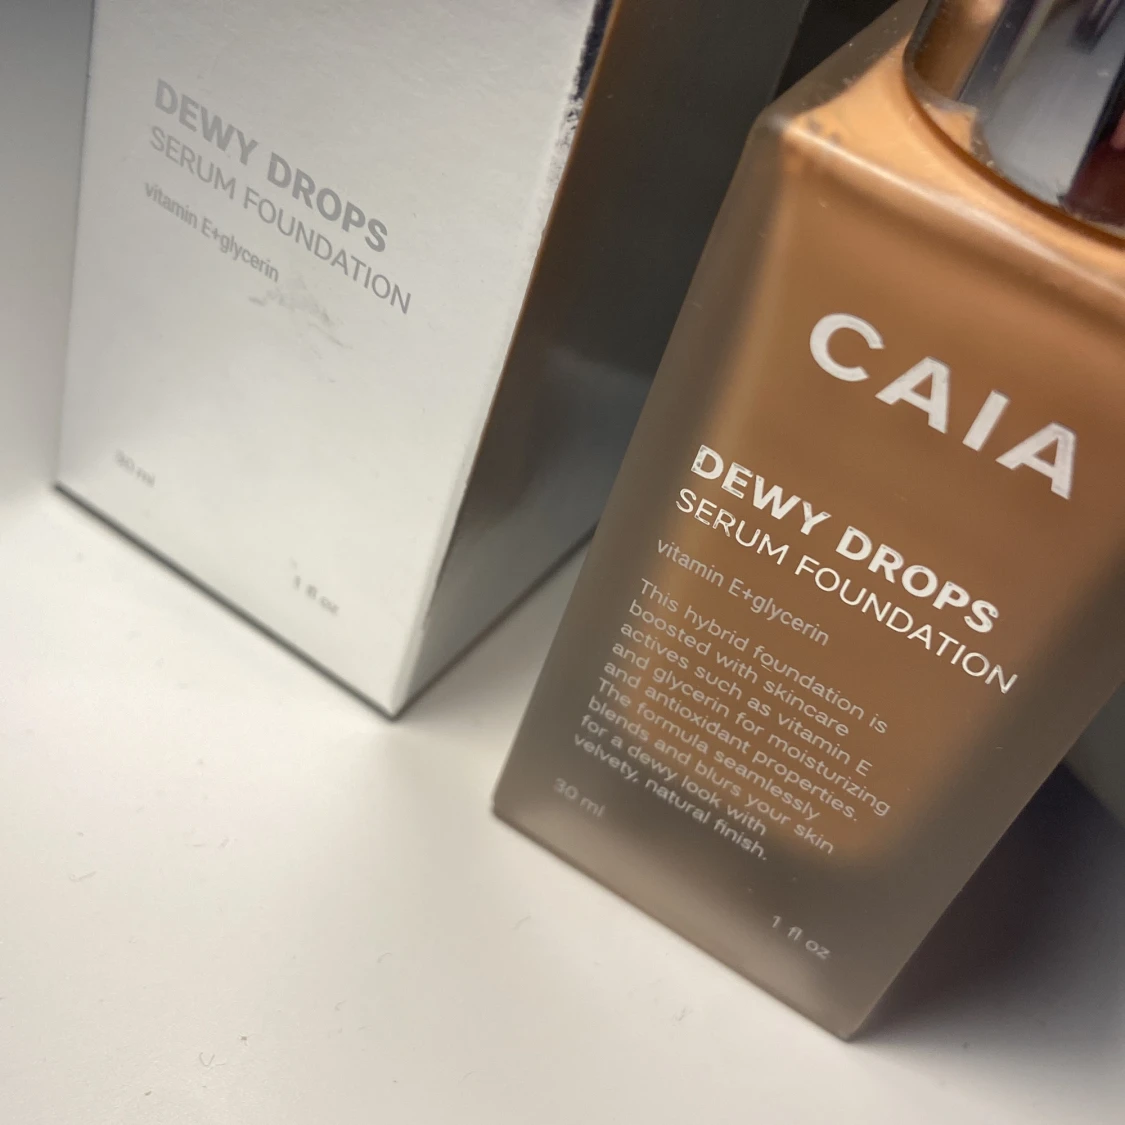 DEWY DROPS
SERUM FOUNDATION
vitamin E+glycerin
30 ml
1 fl oz
CAIA
DEWY DROPS
SERUM FOUNDATION
vitamin E+glycerin
This hybrid foundation is
boosted with skincare
actives such as vitamin E
and glycerin for moisturizing
and antioxidant properties.
The formula seamlessly
blends and blurs your skin
for a dewy look with
velvety, natural finish.
30 ml
1 fl oz